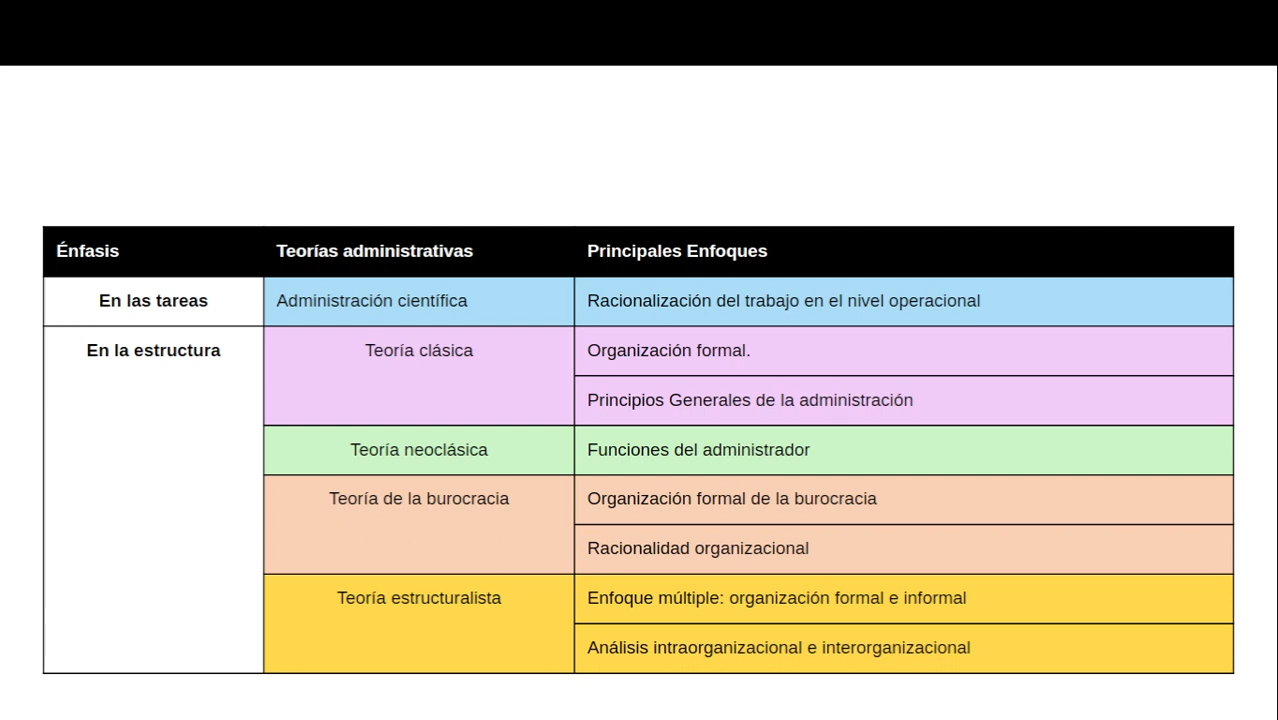 Énfasis Teorías administrativas Principales Enfoques
En las tareas Administración científica Racionalización del trabajo en el nivel operacional
En la estructura Teoría clásica Organización formal.
Principios Generales de la administración
Teoría neoclásica Funciones del administrador
Teoría de la burocracia Organización formal de la burocracia
Racionalidad organizacional
Teoría estructuralista Enfoque múltiple: organización formal e informal
Análisis intraorganizacional e interorganizacional